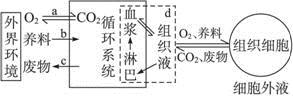 外界环境
O₂ a CO₂
养料 b
废物 c
循环系统
血浆
淋巴
d
组织液
O₂、养料
CO₂、废物
组织细胞
细胞外液